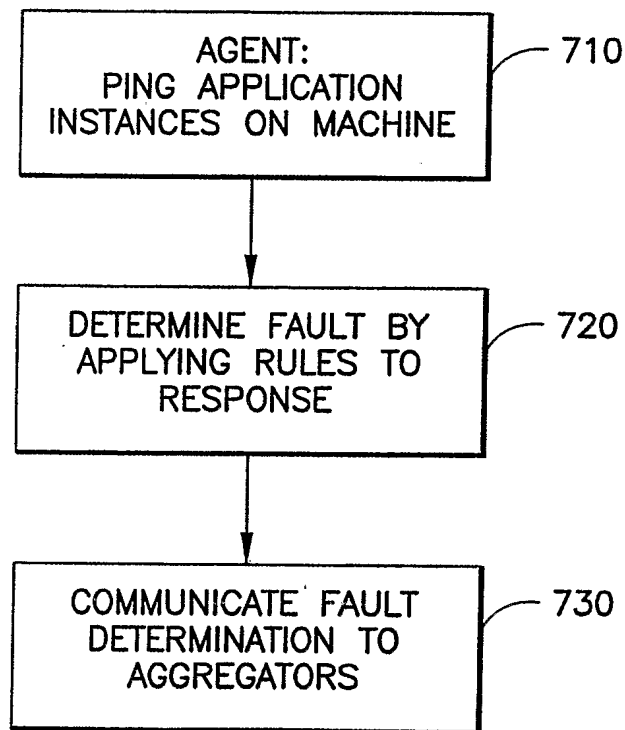 AGENT:
PING APPLICATION
INSTANCES ON MACHINE
710
DETERMINE FAULT BY
APPLYING RULES TO
RESPONSE
720
COMMUNICATE FAULT
DETERMINATION TO
AGGREGATORS
730